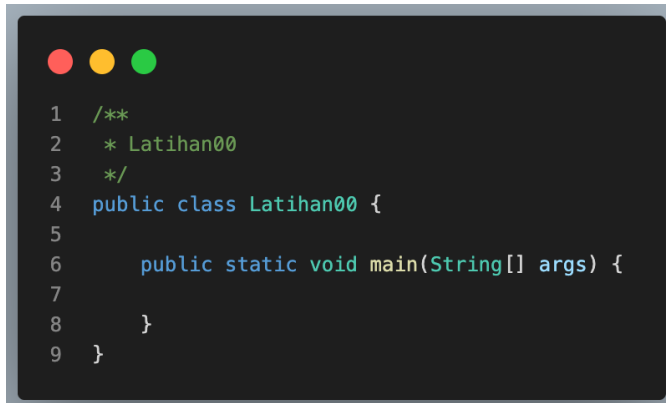 1 /**
2  * Latihan00
3  */
4 public class Latihan00 {
5
6     public static void main(String[] args) {
7
8     }
9 }